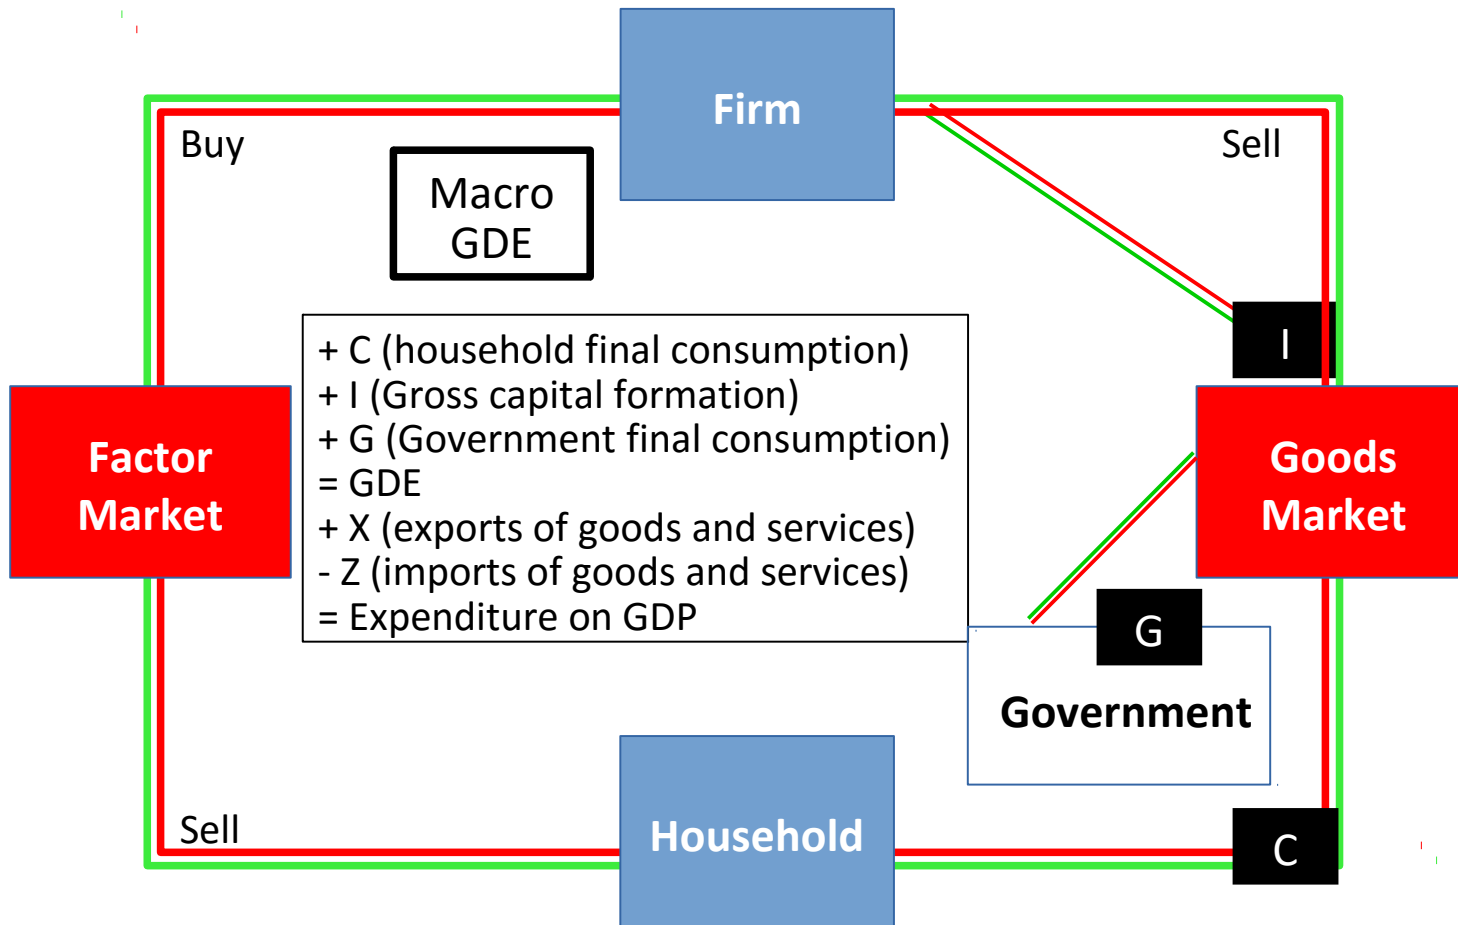 Firm
Buy
Sell
Macro
GDE
I
+ C (household final consumption)
+ I (Gross capital formation)
+ G (Government final consumption)
= GDE
+ X (exports of goods and services)
- Z (imports of goods and services)
= Expenditure on GDP
Factor
Market
Goods
Market
G
Government
Sell
Household
C